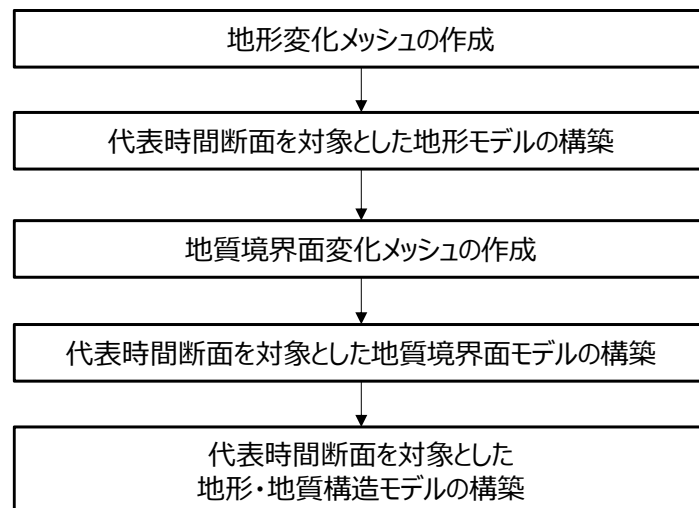 地形変化メッシュの作成
代表時間断面を対象とした地形モデルの構築
地質境界面変化メッシュの作成
代表時間断面を対象とした地質境界面モデルの構築
代表時間断面を対象とした
地形・地質構造モデルの構築